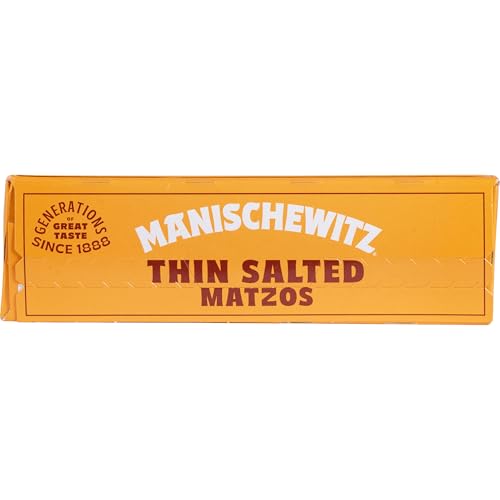 GENERATIONS
OF
GREAT
TASTE
SINCE 1888
MANISCHEWITZ®
THIN SALTED
MATZOS